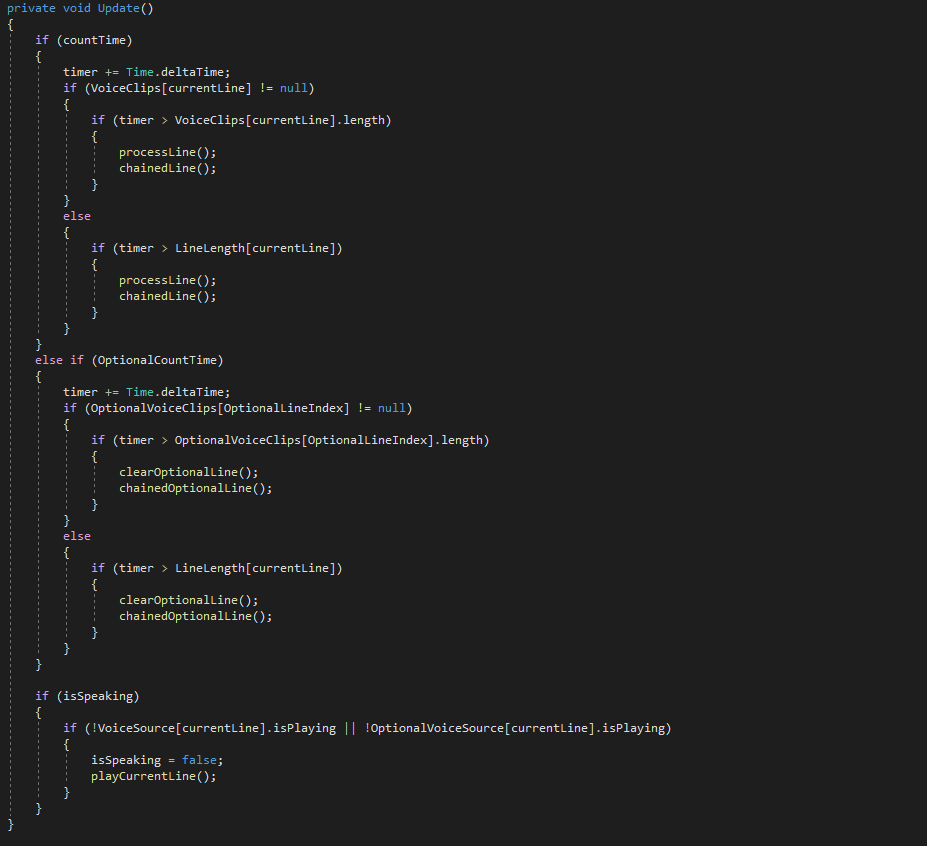 private void Update()
{
    if (countTime)
    {
        timer += Time.deltaTime;
        if (VoiceClips[currentLine] != null)
        {
            if (timer > VoiceClips[currentLine].length)
            {
                processLine();
                chainedLine();
            }
        }
        else
        {
            if (timer > LineLength[currentLine])
            {
                processLine();
                chainedLine();
            }
        }
    }
    else if (OptionalCountTime)
    {
        timer += Time.deltaTime;
        if (OptionalVoiceClips[OptionalLineIndex] != null)
        {
            if (timer > OptionalVoiceClips[OptionalLineIndex].length)
            {
                clearOptionalLine();
                chainedOptionalLine();
            }
        }
        else
        {
            if (timer > LineLength[currentLine])
            {
                clearOptionalLine();
                chainedOptionalLine();
            }
        }
    }

    if (isSpeaking)
    {
        if (!VoiceSource[currentLine].isPlaying || !OptionalVoiceSource[currentLine].isPlaying)
        {
            isSpeaking = false;
            playCurrentLine();
        }
    }
}